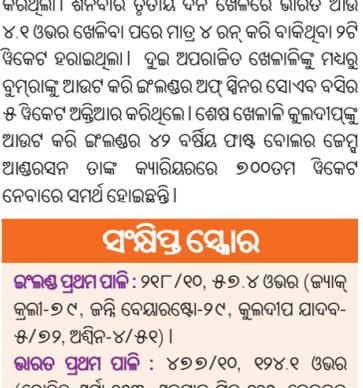 କରିଥିଲା । ଶନିବାର ତୃତୀୟ ଦିନ ଖେଳରେ ଭାରତ ଆଉ
୪.୧ ଓଭର ଖେଳିବା ପରେ ମାତ୍ର ୪ ରନ୍ କରି ବାକିଥିବା ୨ଟି
ୱିକେଟ ହରାଇଥିଲା । ଦୁଇ ଅପରାଜିତ ଖେଳାଳିଙ୍କ ମଧ୍ୟରୁ
ବୁମ୍‌ରାଙ୍କୁ ଆଉଟ କରି ଇଂଲଣ୍ଡର ଅଫ୍ ସ୍ପିନର ସୋଏବ ବସିର
୫ ୱିକେଟ ଅକ୍ତିଆର କରିଥିଲେ । ଶେଷ ଖେଳାଳି କୁଲଦୀପ୍‌ଙ୍କୁ
ଆଉଟ କରି ଇଂଲଣ୍ଡର ୪୨ ବର୍ଷିୟ ଫାଷ୍ଟ ବୋଲର ଜେମ୍ସ
ଆଣ୍ଡରସନ ତାଙ୍କ କ୍ୟାରିୟରରେ ୭୦୦ତମ ୱିକେଟ
ନେବାରେ ସମର୍ଥ ହୋଇଛନ୍ତି ।
ସଂକ୍ଷିପ୍ତ ସ୍କୋର
ଇଂଲଣ୍ଡ ପ୍ରଥମ ପାଳି : ୨୧୮/୧୦, ୫୭.୪ ଓଭର (ଜ୍ୟାକ୍
କ୍ରଲୀ-୭୯, ଜନ୍ନି ବେୟାରଷ୍ଟୋ-୨୯, କୁଲଦୀପ ଯାଦବ-
୫/୭୨, ଅଶ୍ୱିନ-୪/୫୧) ।
ଭାରତ ପ୍ରଥମ ପାଳି : ୪୭୭/୧୦, ୧୨୪.୧ ଓଭର